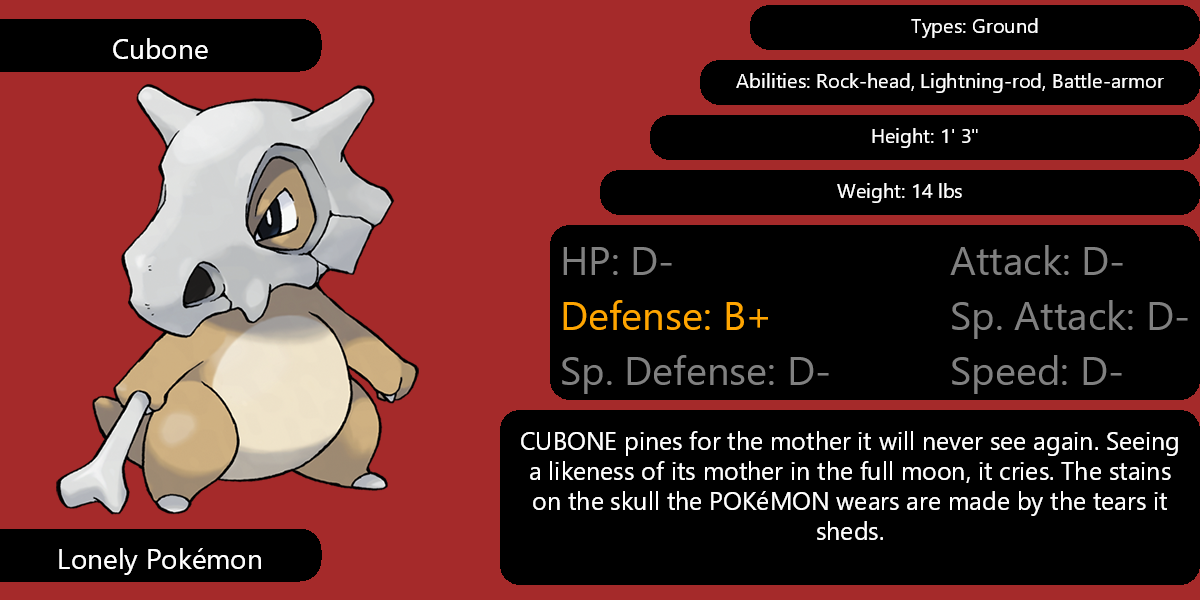 Cubone
Types: Ground
Abilities: Rock-head, Lightning-rod, Battle-armor
Height: 1' 3"
Weight: 14 lbs
HP: D-
Attack: D-
Defense: B+
Sp. Attack: D-
Sp. Defense: D-
Speed: D-
CUBONE pines for the mother it will never see again. Seeing
a likeness of its mother in the full moon, it cries. The stains
on the skull the POKéMON wears are made by the tears it
sheds.
Lonely Pokémon